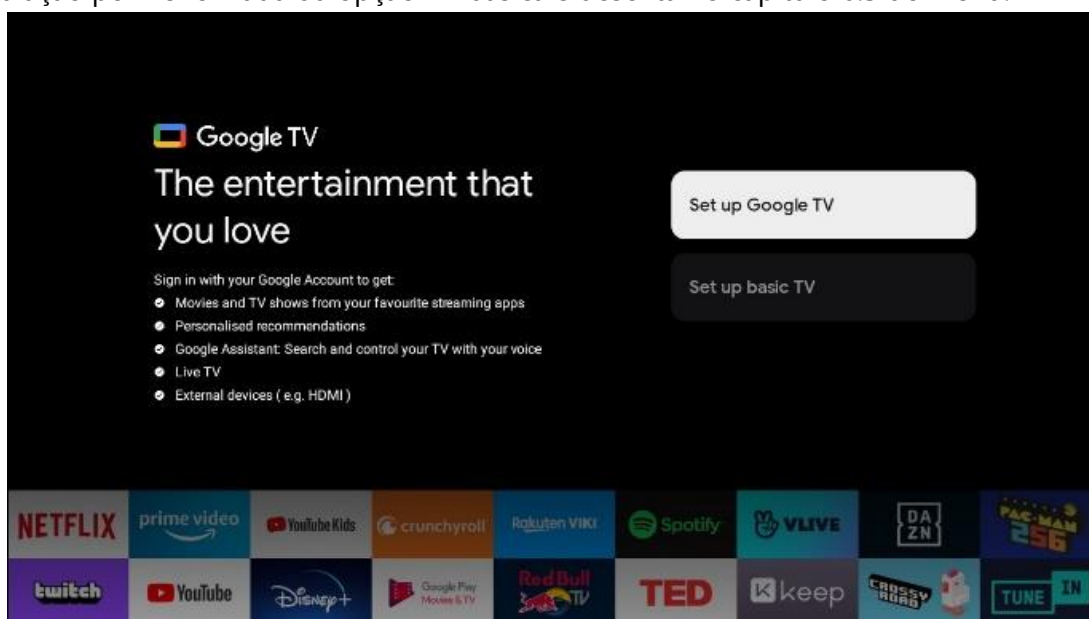 Google TV
The entertainment that
you love
Sign in with your Google Account to get:
Movies and TV shows from your favourite streaming apps
Personalised recommendations
Google Assistant: Search and control your TV with your voice
Live TV
External devices ( e.g. HDMI )
Set up Google TV
Set up basic TV
NETFLIX
prime video
YouTube Kids
crunchyroll
Rakuten VIKI
Spotify
VLIVE
DA
ZN
PAC-MAN
256
twitch
YouTube
Disney+
Google Play
Movies & TV
Red Bull
TV
TED
keep
CROSSY
ROAD
TUNE IN